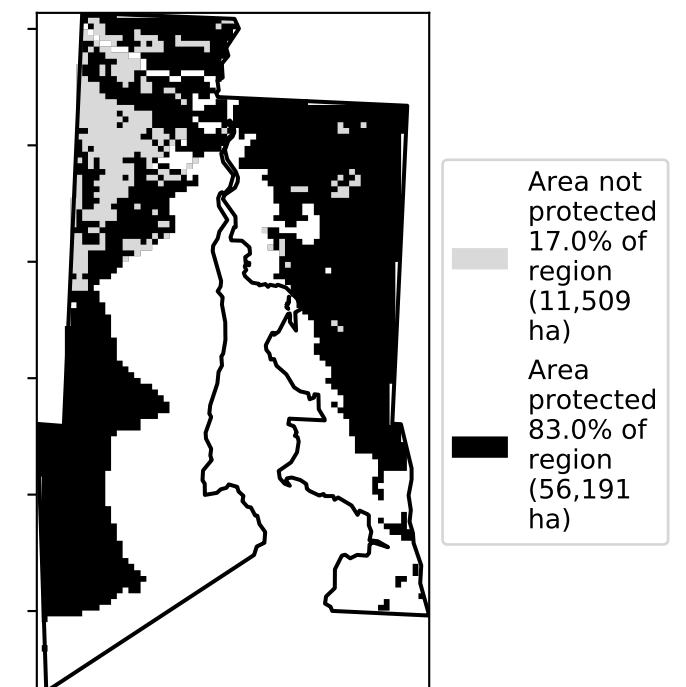 Area not
protected
17.0% of
region
(11,509
ha)
Area
protected
83.0% of
region
(56,191
ha)